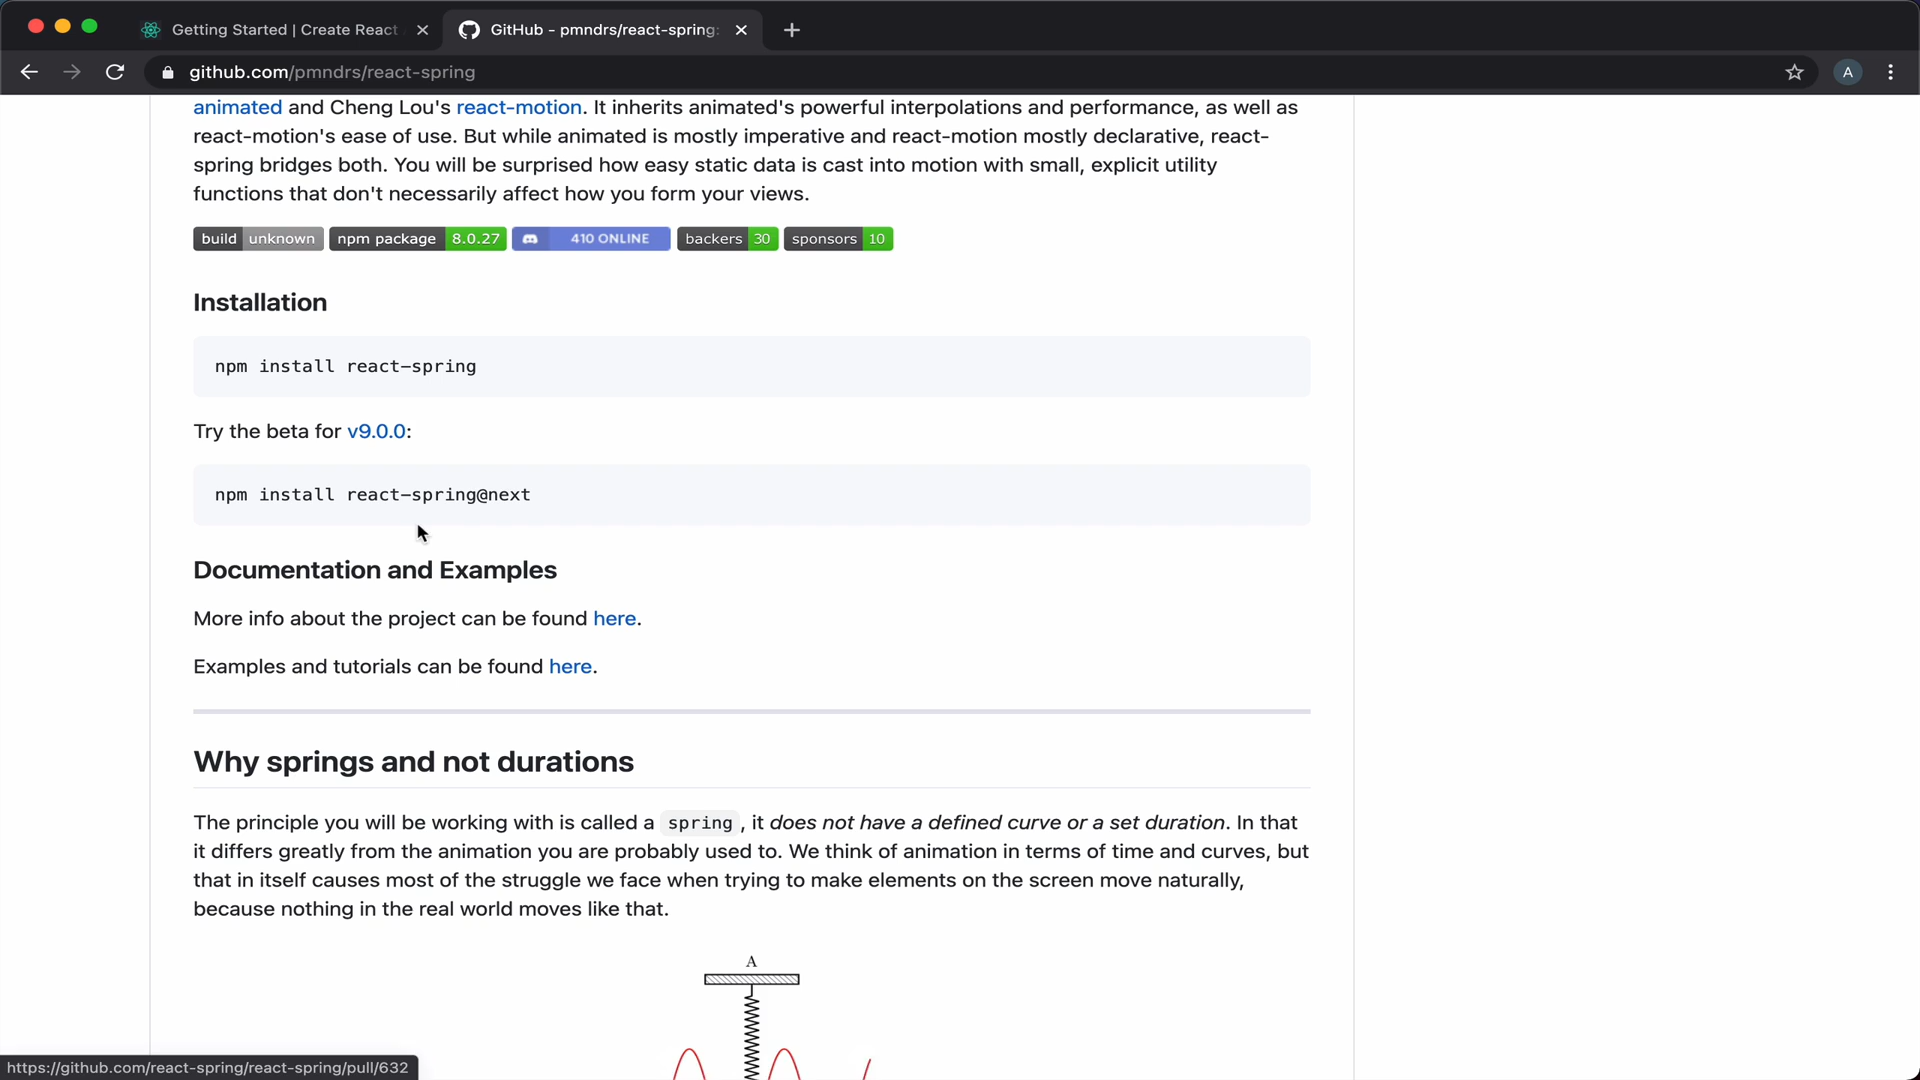 Getting Started | Create React
GitHub - pmndrs/react-spring:
github.com/pmndrs/react-spring
A
animated and Cheng Lou's react-motion. It inherits animated's powerful interpolations and performance, as well as
react-motion's ease of use. But while animated is mostly imperative and react-motion mostly declarative, react-
spring bridges both. You will be surprised how easy static data is cast into motion with small, explicit utility
functions that don't necessarily affect how you form your views.
build unknown npm package 8.0.27 410 ONLINE backers 30 sponsors 10
Installation
npm install react-spring
Try the beta for v9.0.0:
npm install react-spring@next
Documentation and Examples
More info about the project can be found here.
Examples and tutorials can be found here.
Why springs and not durations
The principle you will be working with is called a spring , it does not have a defined curve or a set duration. In that
it differs greatly from the animation you are probably used to. We think of animation in terms of time and curves, but
that in itself causes most of the struggle we face when trying to make elements on the screen move naturally,
because nothing in the real world moves like that.
A
https://github.com/react-spring/react-spring/pull/632